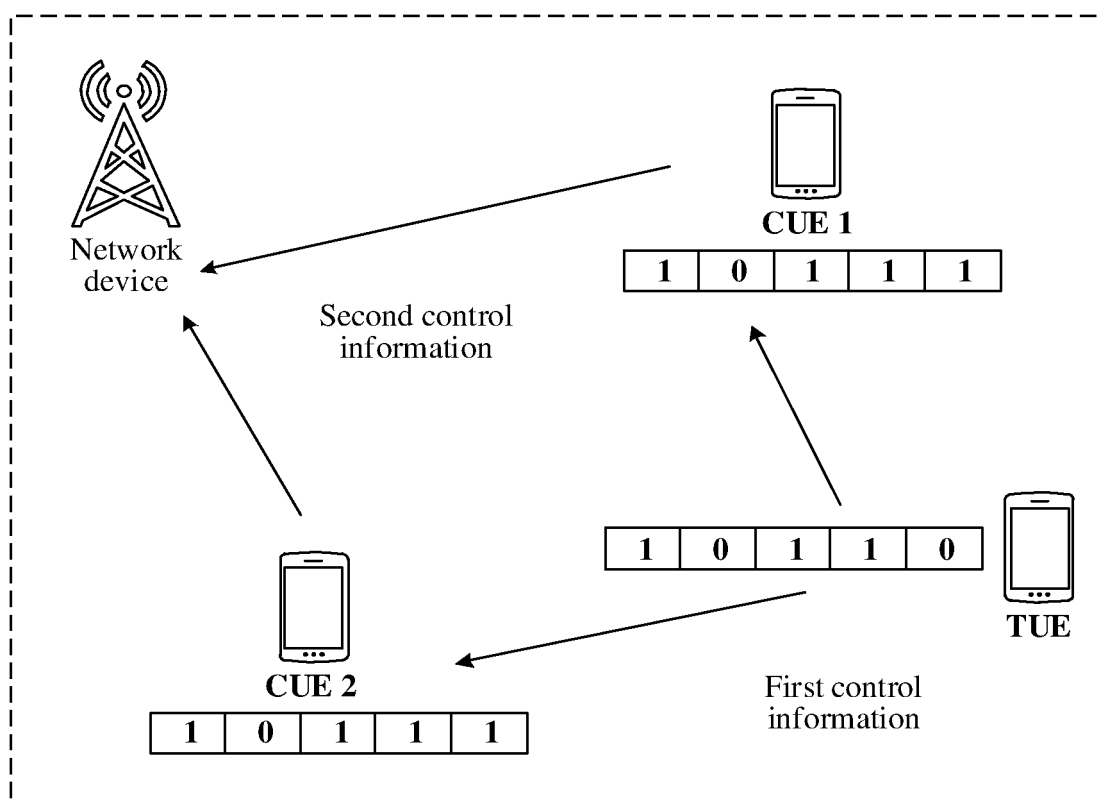 Network
device
CUE 1
1 0 1 1 1
Second control
information
1 0 1 1 0
TUE
CUE 2
1 0 1 1 1
First control
information